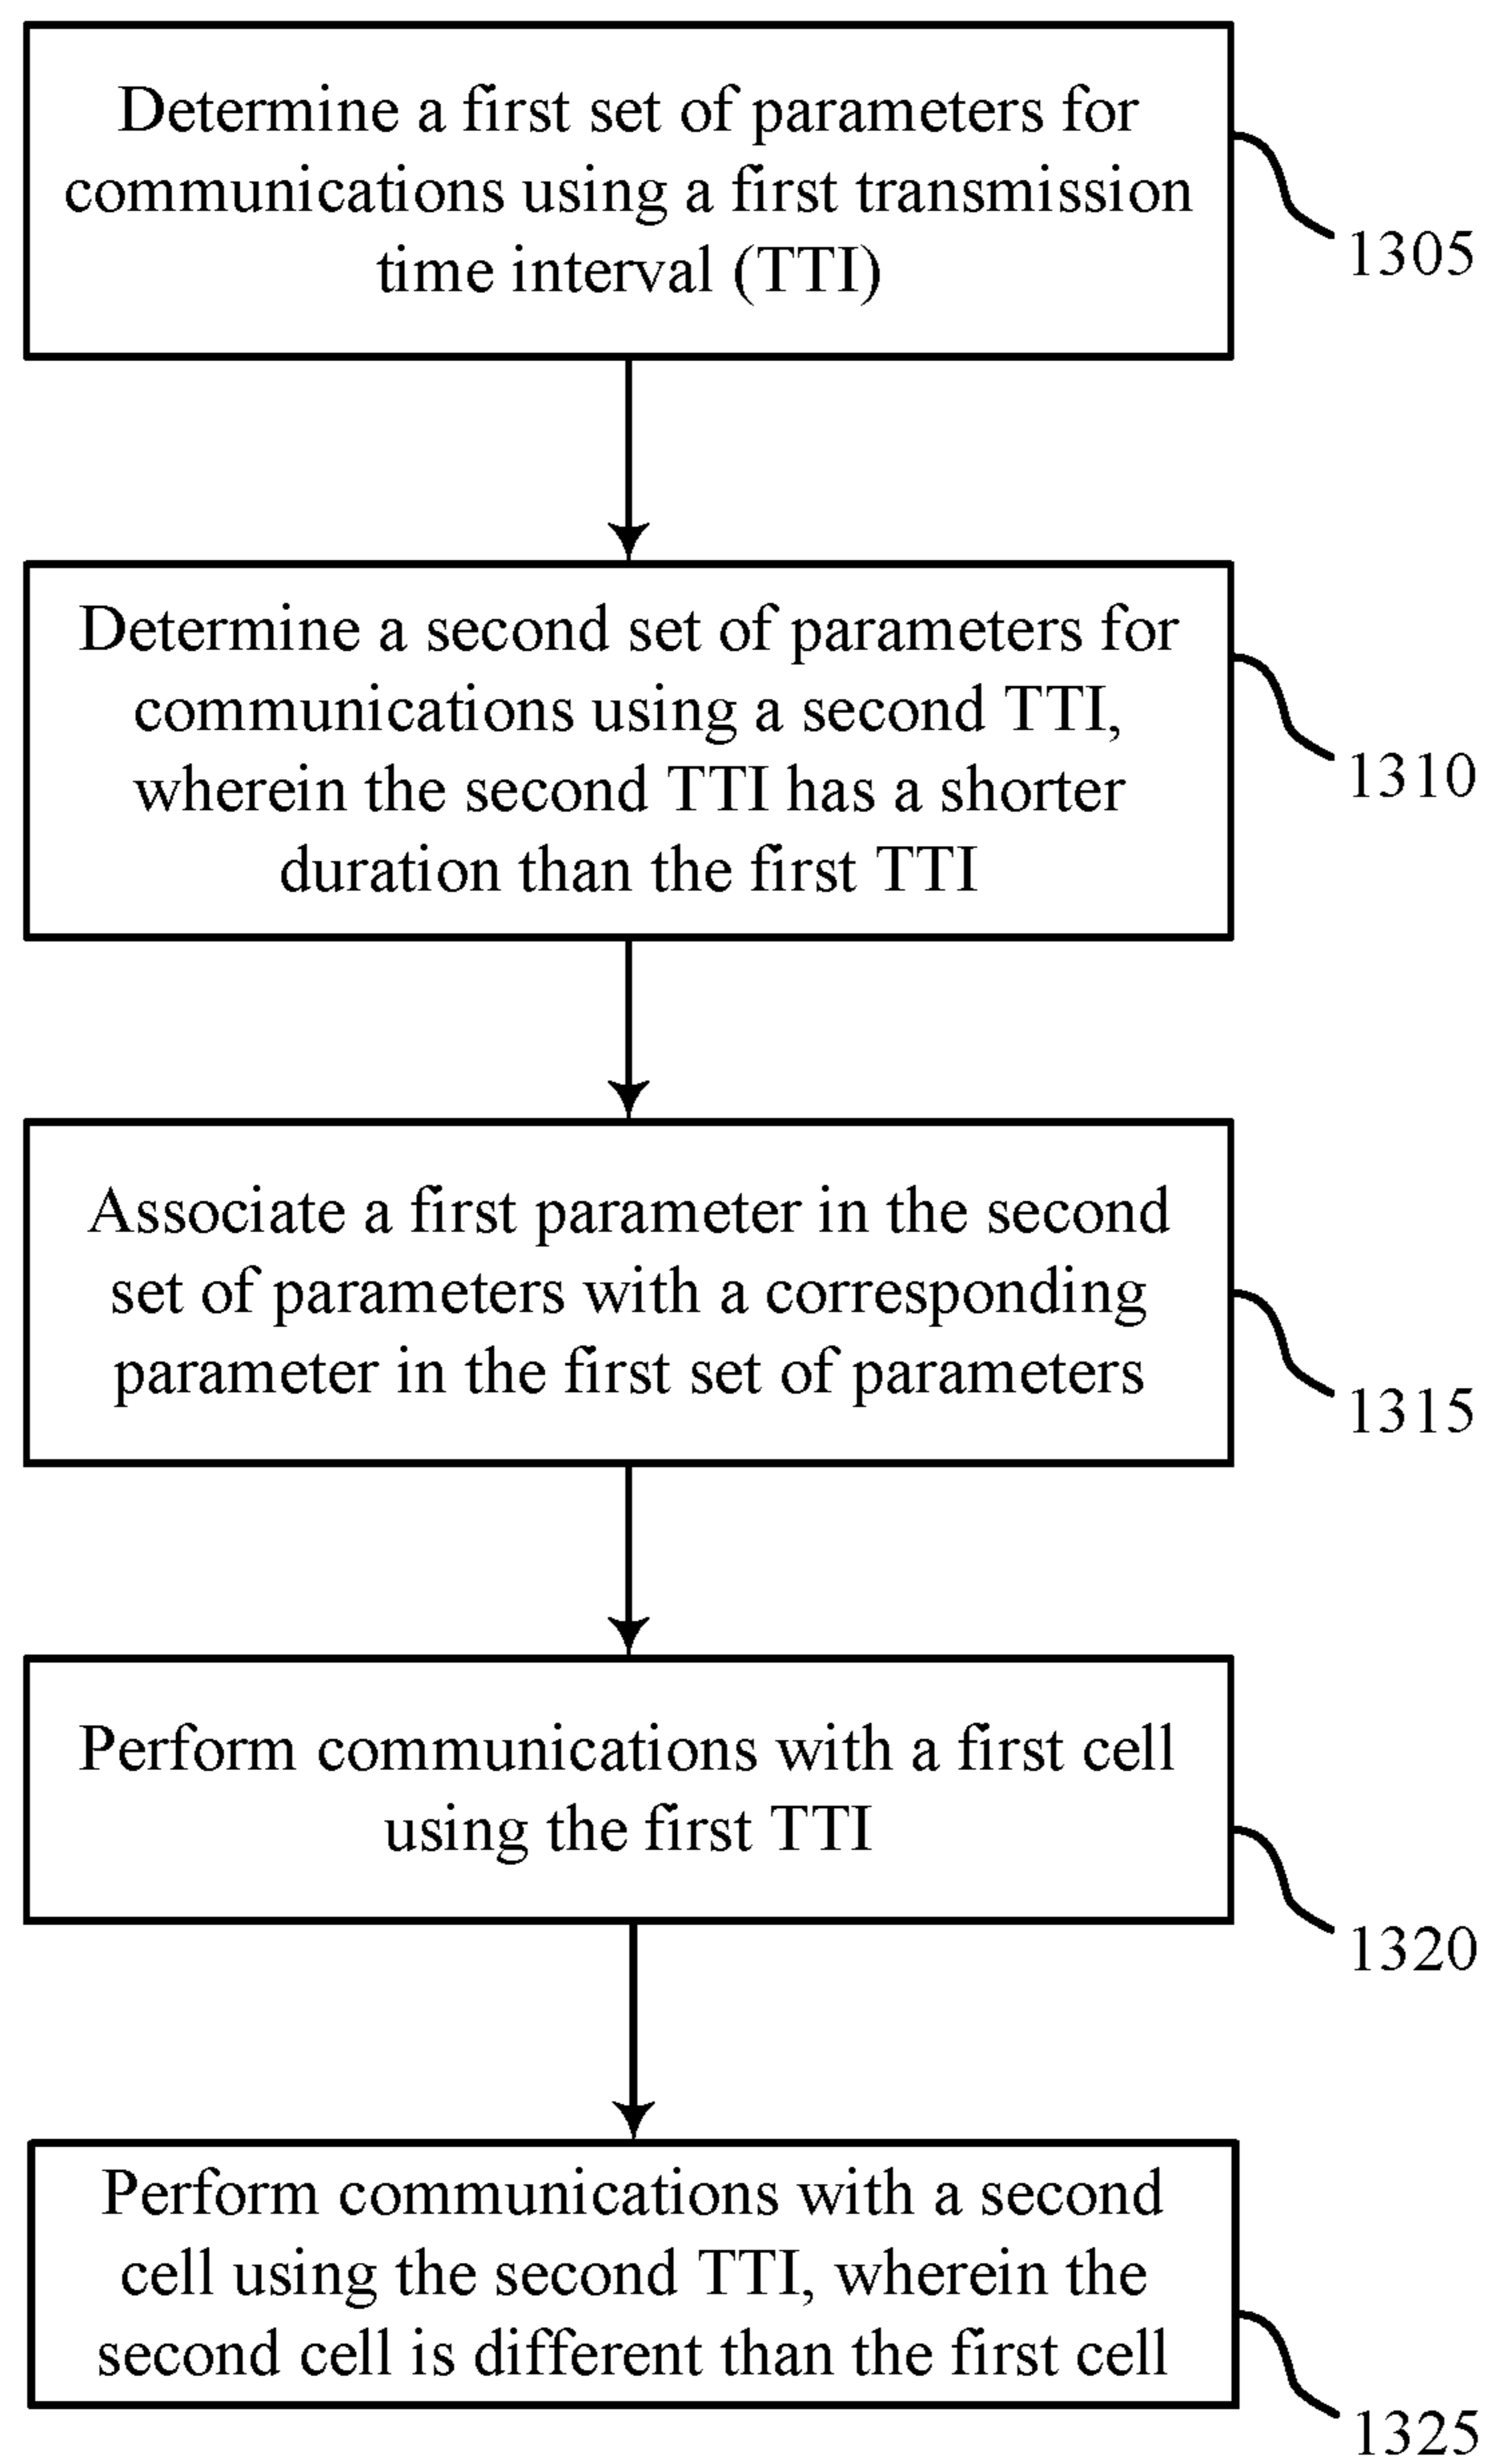 Determine a first set of parameters for
communications using a first transmission
time interval (TTI)
1305
Determine a second set of parameters for
communications using a second TTI,
wherein the second TTI has a shorter
duration than the first TTI
1310
Associate a first parameter in the second
set of parameters with a corresponding
parameter in the first set of parameters
1315
Perform communications with a first cell
using the first TTI
1320
Perform communications with a second
cell using the second TTI, wherein the
second cell is different than the first cell
1325